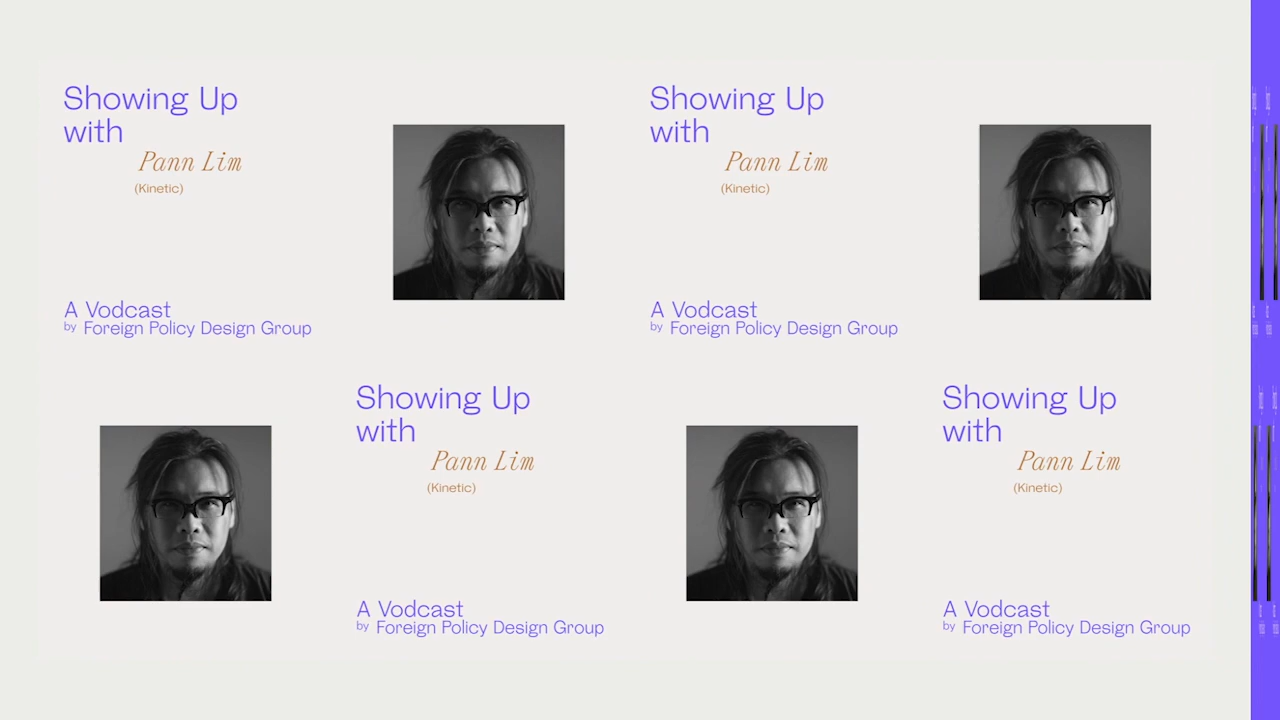 Showing Up
with
Pann Lim
(Kinetic)
A Vodcast
by Foreign Policy Design Group
Showing Up
with
Pann Lim
(Kinetic)
A Vodcast
by Foreign Policy Design Group
Showing Up
with
Pann Lim
(Kinetic)
A Vodcast
by Foreign Policy Design Group
Showing Up
with
Pann Lim
(Kinetic)
A Vodcast
by Foreign Policy Design Group